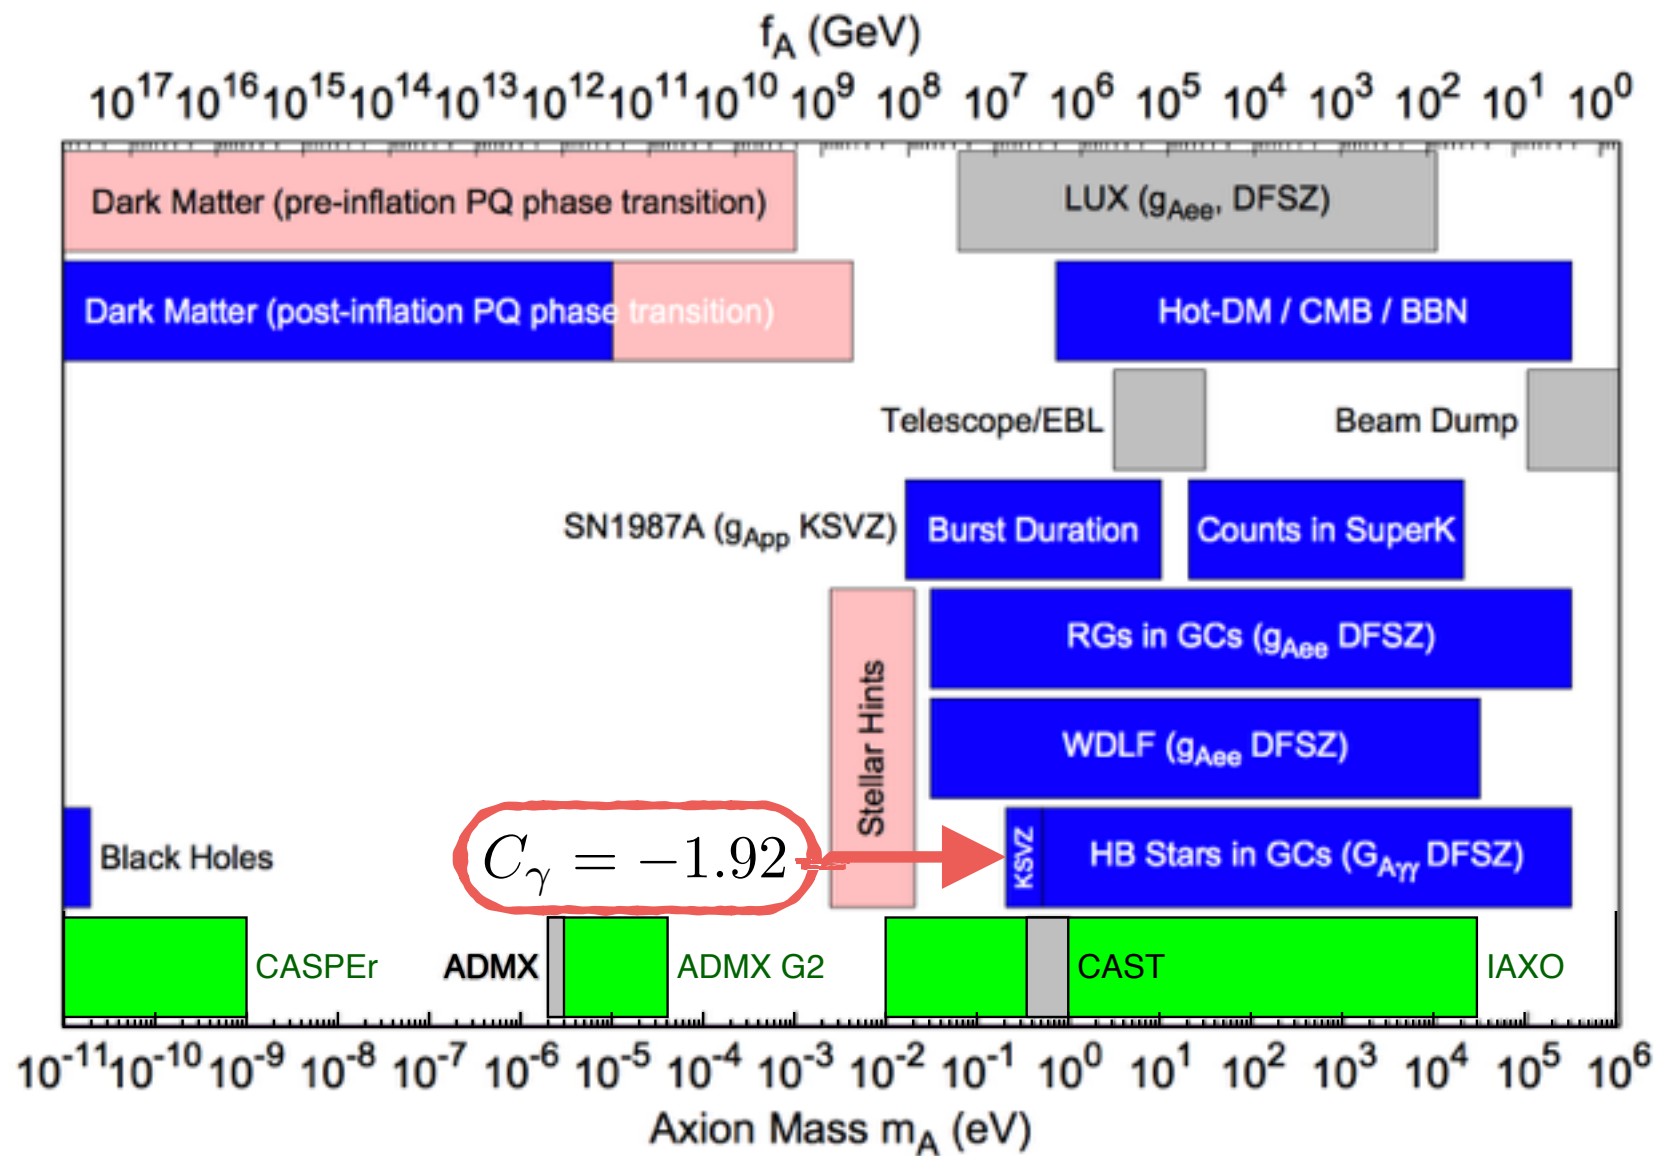 f_A (GeV)
10^17 10^16 10^15 10^14 10^13 10^12 10^11 10^10 10^9 10^8 10^7 10^6 10^5 10^4 10^3 10^2 10^1 10^0
Dark Matter (pre-inflation PQ phase transition)
LUX (g_Aee, DFSZ)
Dark Matter (post-inflation PQ phase transition)
Hot-DM / CMB / BBN
Telescope/EBL
Beam Dump
SN1987A (g_App KSVZ)
Burst Duration
Counts in SuperK
Stellar Hints
RGs in GCs (g_Aee DFSZ)
WDLF (g_Aee DFSZ)
C_γ = −1.92
Black Holes
KSVZ
HB Stars in GCs (G_Aγγ DFSZ)
CASPEr
ADMX
ADMX G2
CAST
IAXO
10^-11 10^-10 10^-9 10^-8 10^-7 10^-6 10^-5 10^-4 10^-3 10^-2 10^-1 10^0 10^1 10^2 10^3 10^4 10^5 10^6
Axion Mass m_A (eV)